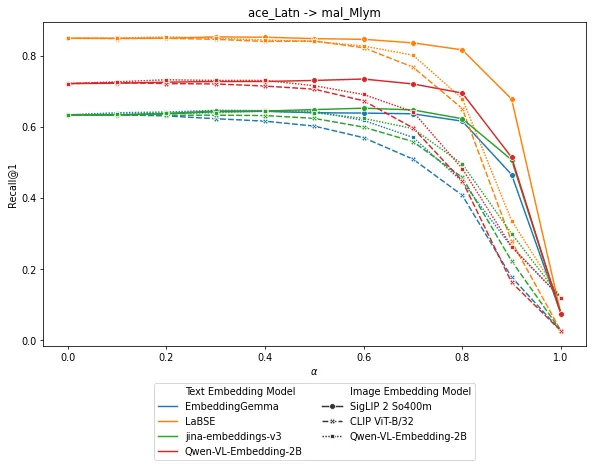 ace_Latn -> mal_Mlym
Recall@1
0.8
0.6
0.4
0.2
0.0
0.0 0.2 0.4 0.6 0.8 1.0
α
Text Embedding Model
EmbeddingGemma
LaBSE
jina-embeddings-v3
Qwen-VL-Embedding-2B
Image Embedding Model
SigLIP 2 So400m
CLIP ViT-B/32
Qwen-VL-Embedding-2B